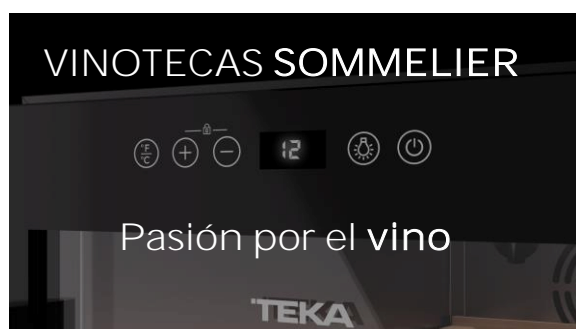 VINOTECAS SOMMELIER
°F
°C
12
Pasión por el vino
TEKA